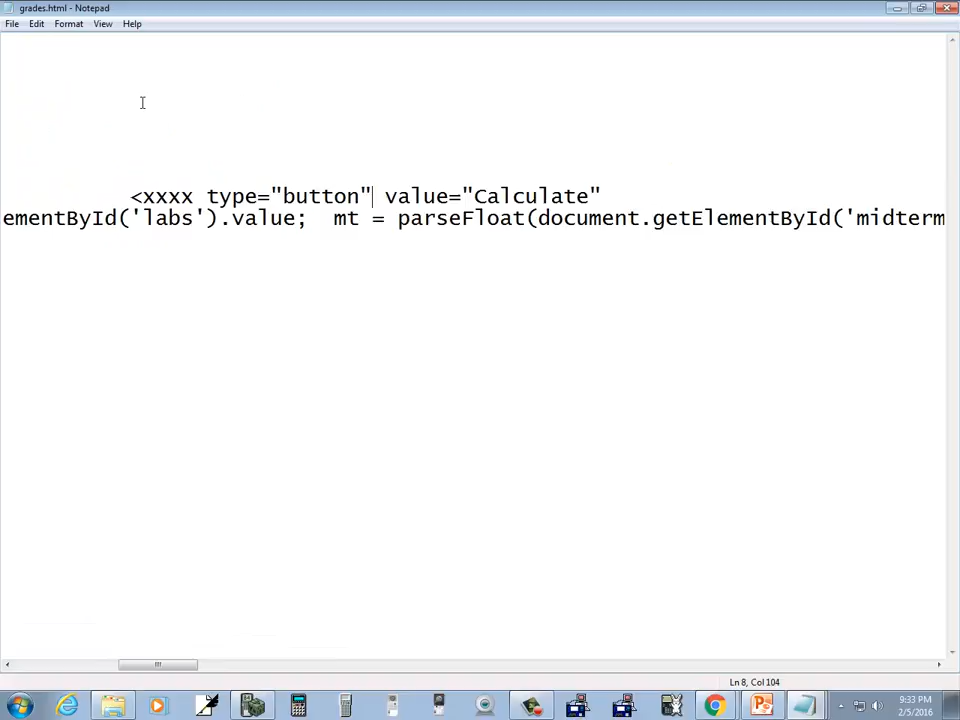 grades.html - Notepad
File Edit Format View Help
<xxxx type="button" value="Calculate"
ementById('labs').value; mt = parseFloat(document.getElementById('midterm
Ln 8, Col 104
9:33 PM
2/5/2016